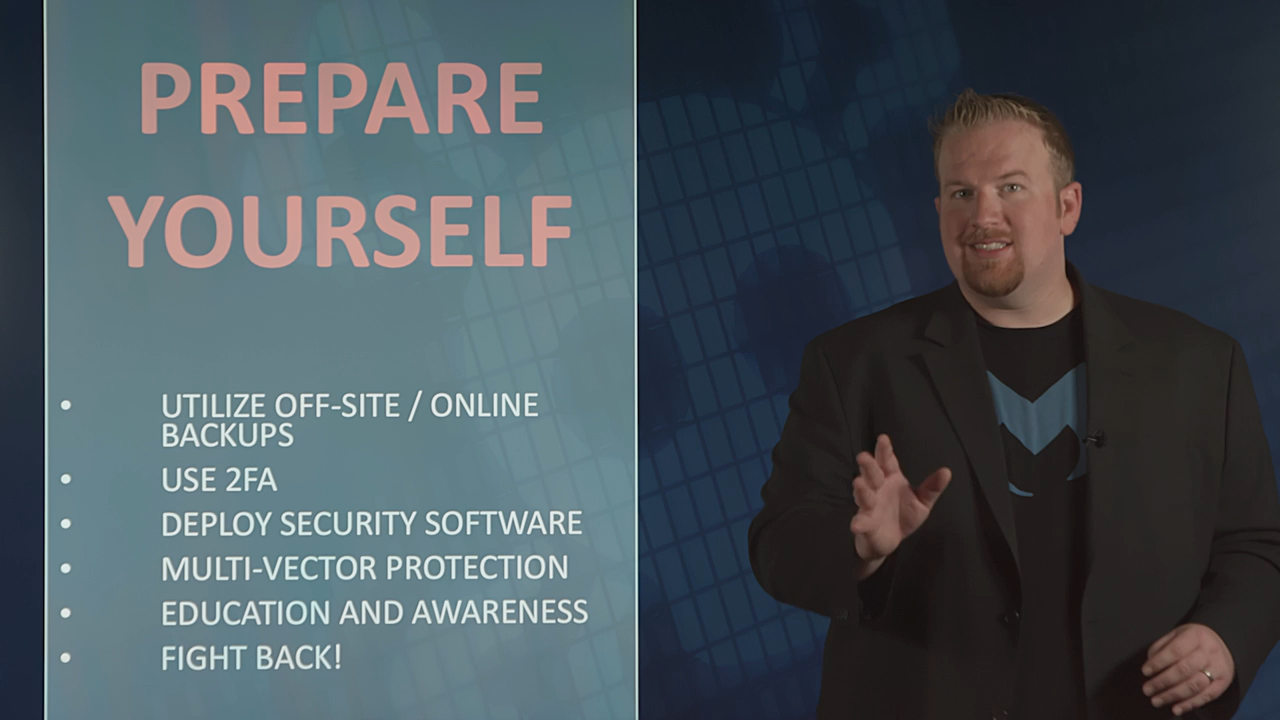 PREPARE
YOURSELF
• UTILIZE OFF-SITE / ONLINE
BACKUPS
• USE 2FA
• DEPLOY SECURITY SOFTWARE
• MULTI-VECTOR PROTECTION
• EDUCATION AND AWARENESS
• FIGHT BACK!